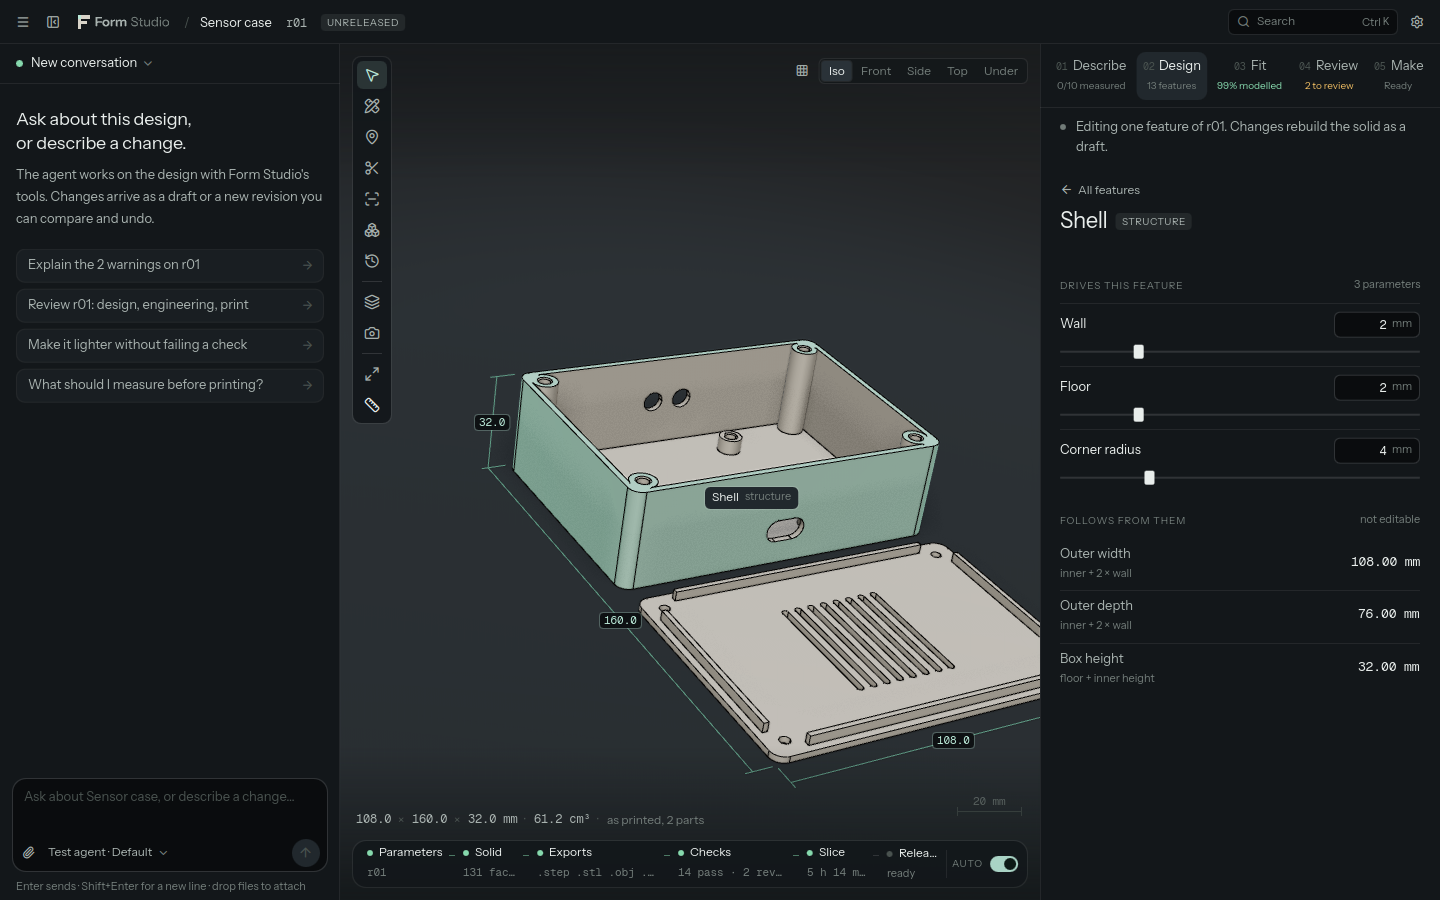 Form Studio / Sensor case r01 UNRELEASED
Search Ctrl K
New conversation
Ask about this design,
or describe a change.
The agent works on the design with Form Studio's
tools. Changes arrive as a draft or a new revision you
can compare and undo.
Explain the 2 warnings on r01
Review r01: design, engineering, print
Make it lighter without failing a check
What should I measure before printing?
Ask about Sensor case, or describe a change...
Test agent · Default
Enter sends · Shift+Enter for a new line · drop files to attach
Iso Front Side Top Under
32.0
Shell structure
160.0
108.0
20 mm
108.0 × 160.0 × 32.0 mm · 61.2 cm³ · as printed, 2 parts
Parameters Solid Exports Checks Slice Relea…
r01 131 fac… .step .stl .obj .… 14 pass · 2 rev… 5 h 14 m… ready
AUTO
01 Describe 02 Design 03 Fit 04 Review 05 Make
0/10 measured 13 features 99% modelled 2 to review Ready
Editing one feature of r01. Changes rebuild the solid as a
draft.
All features
Shell STRUCTURE
DRIVES THIS FEATURE 3 parameters
Wall 2 mm
Floor 2 mm
Corner radius 4 mm
FOLLOWS FROM THEM not editable
Outer width 108.00 mm
inner + 2 × wall
Outer depth 76.00 mm
inner + 2 × wall
Box height 32.00 mm
floor + inner height